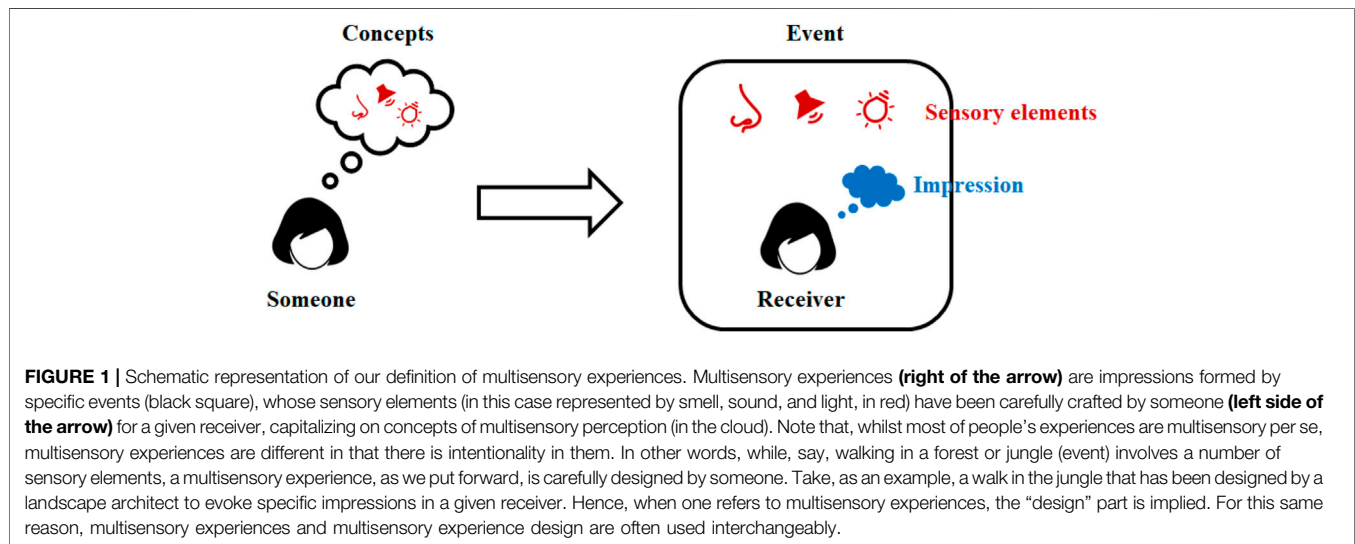 Concepts
Event
Sensory elements
Impression
Someone
Receiver
FIGURE 1 | Schematic representation of our definition of multisensory experiences. Multisensory experiences (right of the arrow) are impressions formed by
specific events (black square), whose sensory elements (in this case represented by smell, sound, and light, in red) have been carefully crafted by someone (left side of
the arrow) for a given receiver, capitalizing on concepts of multisensory perception (in the cloud). Note that, whilst most of people's experiences are multisensory per se,
multisensory experiences are different in that there is intentionality in them. In other words, while, say, walking in a forest or jungle (event) involves a number of
sensory elements, a multisensory experience, as we put forward, is carefully designed by someone. Take, as an example, a walk in the jungle that has been designed by a
landscape architect to evoke specific impressions in a given receiver. Hence, when one refers to multisensory experiences, the “design” part is implied. For this same
reason, multisensory experiences and multisensory experience design are often used interchangeably.